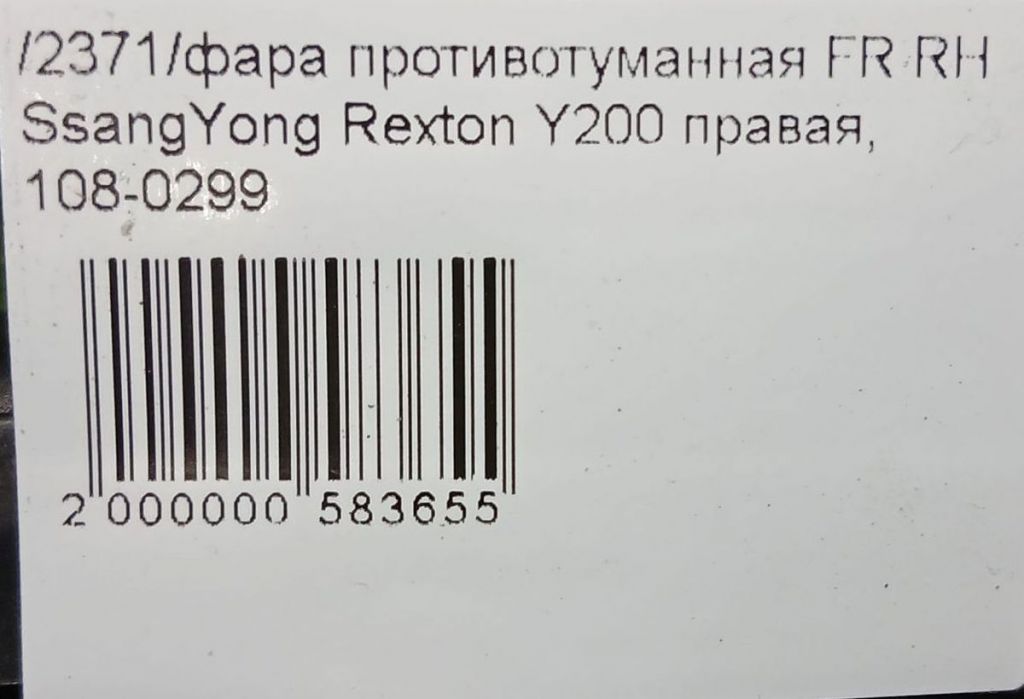 /2371/фара противотуманная FR RH
SsangYong Rexton Y200 правая,
108-0299
2 000000 583655